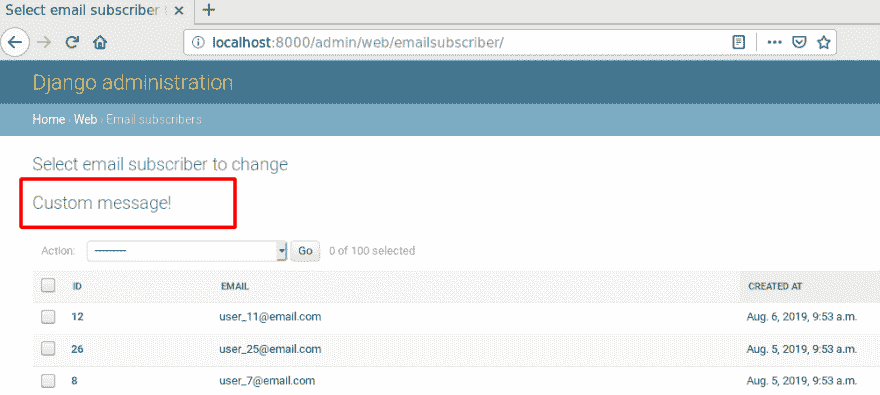 Select email subscriber
localhost:8000/admin/web/emailsubscriber/
Django administration
Home › Web › Email subscribers
Select email subscriber to change
Custom message!
Action: --------- Go 0 of 100 selected
ID EMAIL CREATED AT
12 user_11@email.com Aug. 6, 2019, 9:53 a.m.
26 user_25@email.com Aug. 5, 2019, 9:53 a.m.
8 user_7@email.com Aug. 5, 2019, 9:53 a.m.